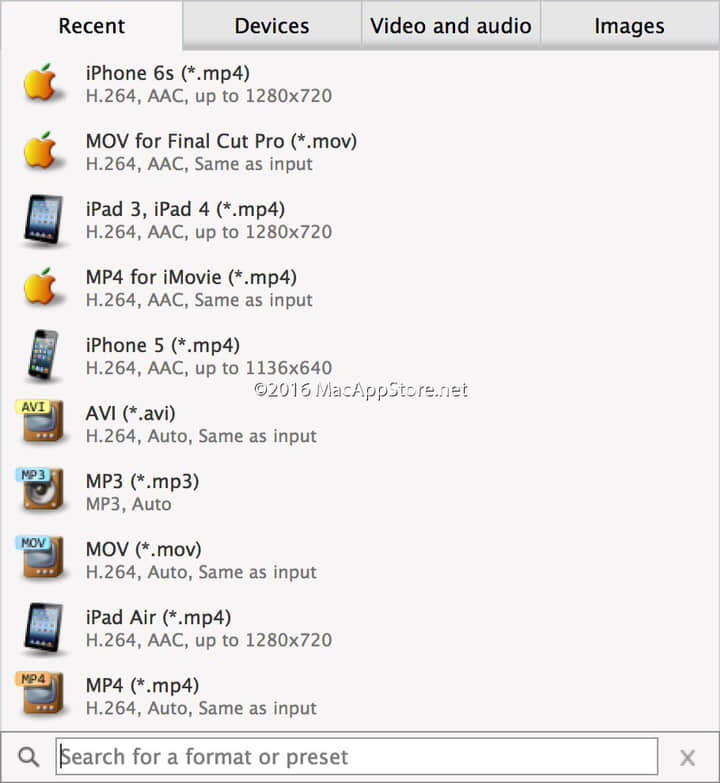 Recent
Devices
Video and audio
Images
iPhone 6s (*.mp4)
H.264, AAC, up to 1280x720
MOV for Final Cut Pro (*.mov)
H.264, AAC, Same as input
iPad 3, iPad 4 (*.mp4)
H.264, AAC, up to 1280x720
MP4 for iMovie (*.mp4)
H.264, AAC, Same as input
iPhone 5 (*.mp4)
H.264, AAC, up to 1136x640
©2016 MacAppStore.net
AVI
AVI (*.avi)
H.264, Auto, Same as input
MP3
MP3 (*.mp3)
MP3, Auto
MOV
MOV (*.mov)
H.264, Auto, Same as input
iPad Air (*.mp4)
H.264, AAC, up to 1280x720
MP4
MP4 (*.mp4)
H.264, Auto, Same as input
Search for a format or preset